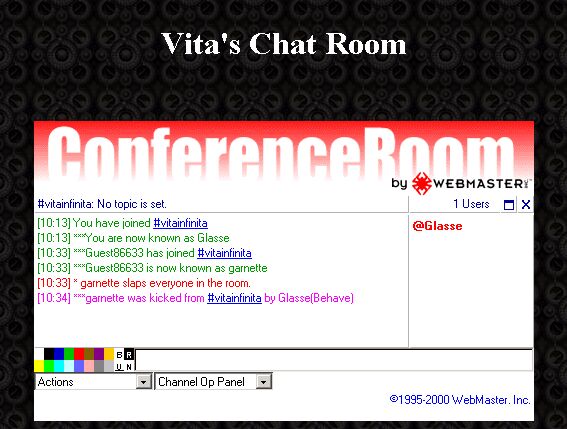 Vita's Chat Room
ConferenceRoom
by WEBMASTER
#vitainfinita: No topic is set.
1 Users
[10:13] You have joined #vitainfinita
[10:13] ***You are now known as Glasse
[10:33] ***Guest86633 has joined #vitainfinita
[10:33] ***Guest86633 is now known as garnette
[10:33] * garnette slaps everyone in the room.
[10:34] ***garnette was kicked from #vitainfinita by Glasse(Behave)
@Glasse
B R
U N
Actions
Channel Op Panel
©1995-2000 WebMaster. Inc.